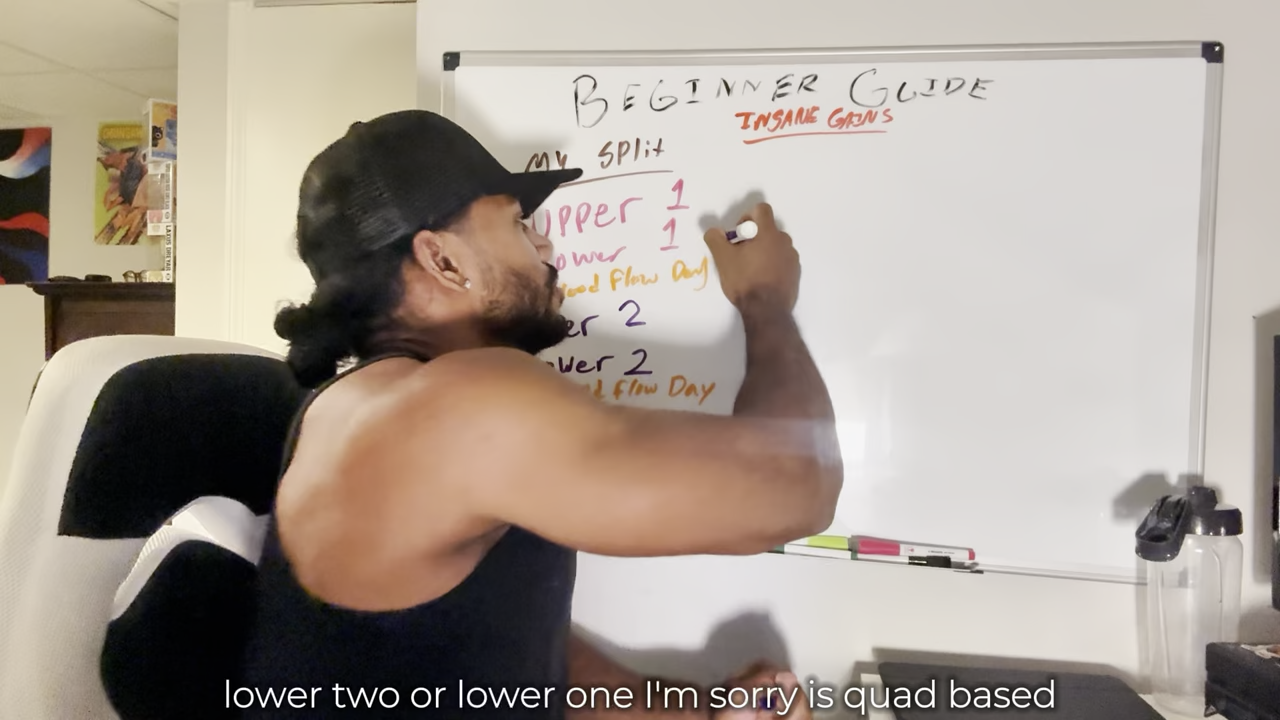 BEGINNER GUIDE
INSANE GAINS
My Split
Upper 1
Lower 1
Flow Day
2
2
Flow Day
lower two or lower one I'm sorry is quad based